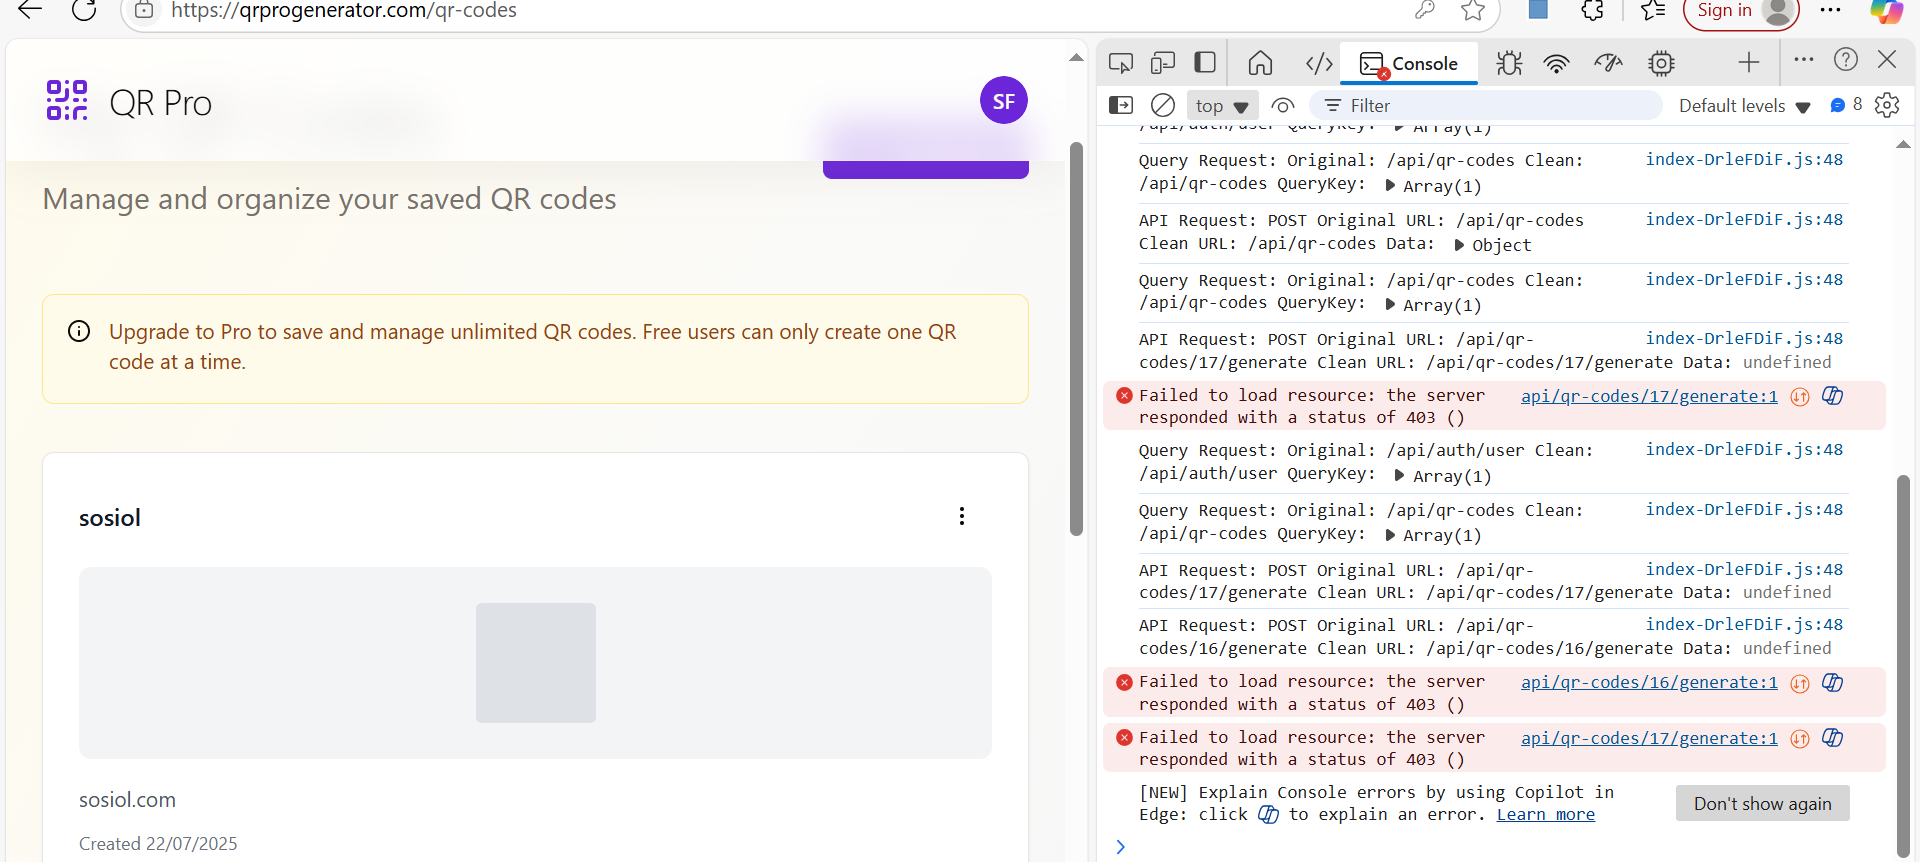 https://qrprogenerator.com/qr-codes
Sign in
QR Pro
SF
Manage and organize your saved QR codes
Upgrade to Pro to save and manage unlimited QR codes. Free users can only create one QR
code at a time.
sosiol
sosiol.com
Created 22/07/2025
Console
top
Filter
Default levels
8
/api/auth/user QueryKey: Array(1)
Query Request: Original: /api/qr-codes Clean: index-DrleFDiF.js:48
/api/qr-codes QueryKey: Array(1)
API Request: POST Original URL: /api/qr-codes index-DrleFDiF.js:48
Clean URL: /api/qr-codes Data: Object
Query Request: Original: /api/qr-codes Clean: index-DrleFDiF.js:48
/api/qr-codes QueryKey: Array(1)
API Request: POST Original URL: /api/qr- index-DrleFDiF.js:48
codes/17/generate Clean URL: /api/qr-codes/17/generate Data: undefined
Failed to load resource: the server api/qr-codes/17/generate:1
responded with a status of 403 ()
Query Request: Original: /api/auth/user Clean: index-DrleFDiF.js:48
/api/auth/user QueryKey: Array(1)
Query Request: Original: /api/qr-codes Clean: index-DrleFDiF.js:48
/api/qr-codes QueryKey: Array(1)
API Request: POST Original URL: /api/qr- index-DrleFDiF.js:48
codes/17/generate Clean URL: /api/qr-codes/17/generate Data: undefined
API Request: POST Original URL: /api/qr- index-DrleFDiF.js:48
codes/16/generate Clean URL: /api/qr-codes/16/generate Data: undefined
Failed to load resource: the server api/qr-codes/16/generate:1
responded with a status of 403 ()
Failed to load resource: the server api/qr-codes/17/generate:1
responded with a status of 403 ()
[NEW] Explain Console errors by using Copilot in
Edge: click to explain an error. Learn more
Don't show again